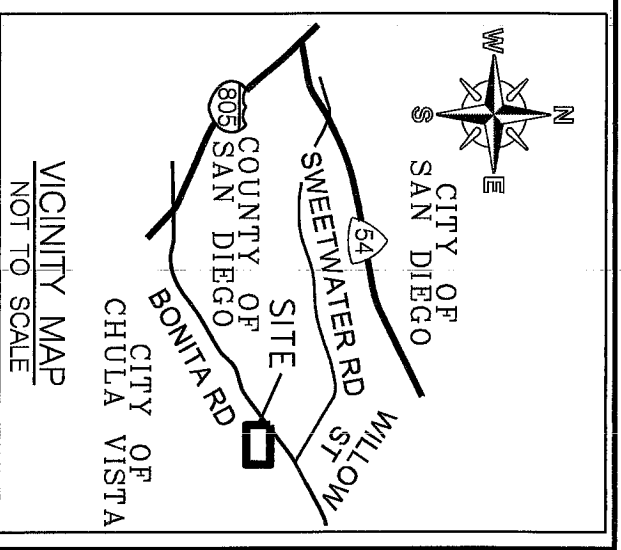 N
W
E
S
CITY OF
SAN DIEGO
54
SWEETWATER RD
805
COUNTY OF
SAN DIEGO
WILLOW
ST
SITE
BONITA RD
CITY OF
CHULA VISTA
VICINITY MAP
NOT TO SCALE